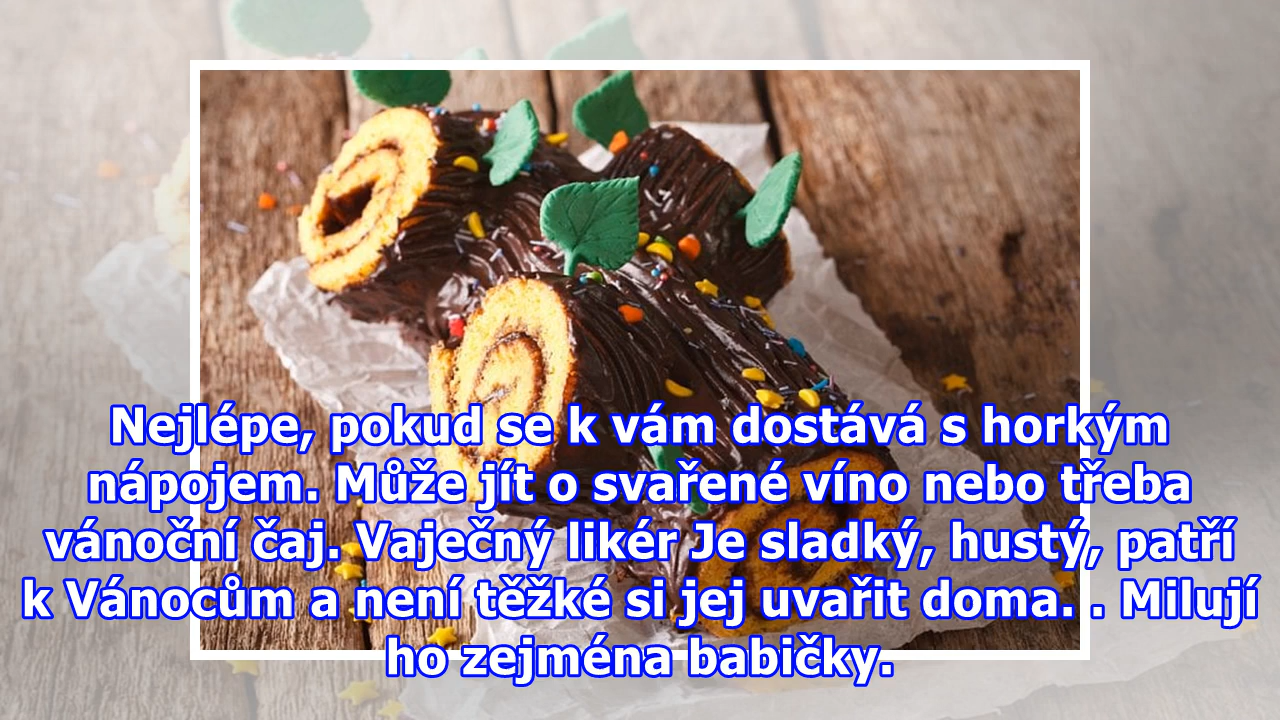 Nejlépe, pokud se k vám dostává s horkým
nápojem. Může jít o svařené víno nebo třeba
vánoční čaj. Vaječný likér Je sladký, hustý, patří
k Vánocům a není těžké si jej uvařit doma. . Milují
ho zejména babičky.